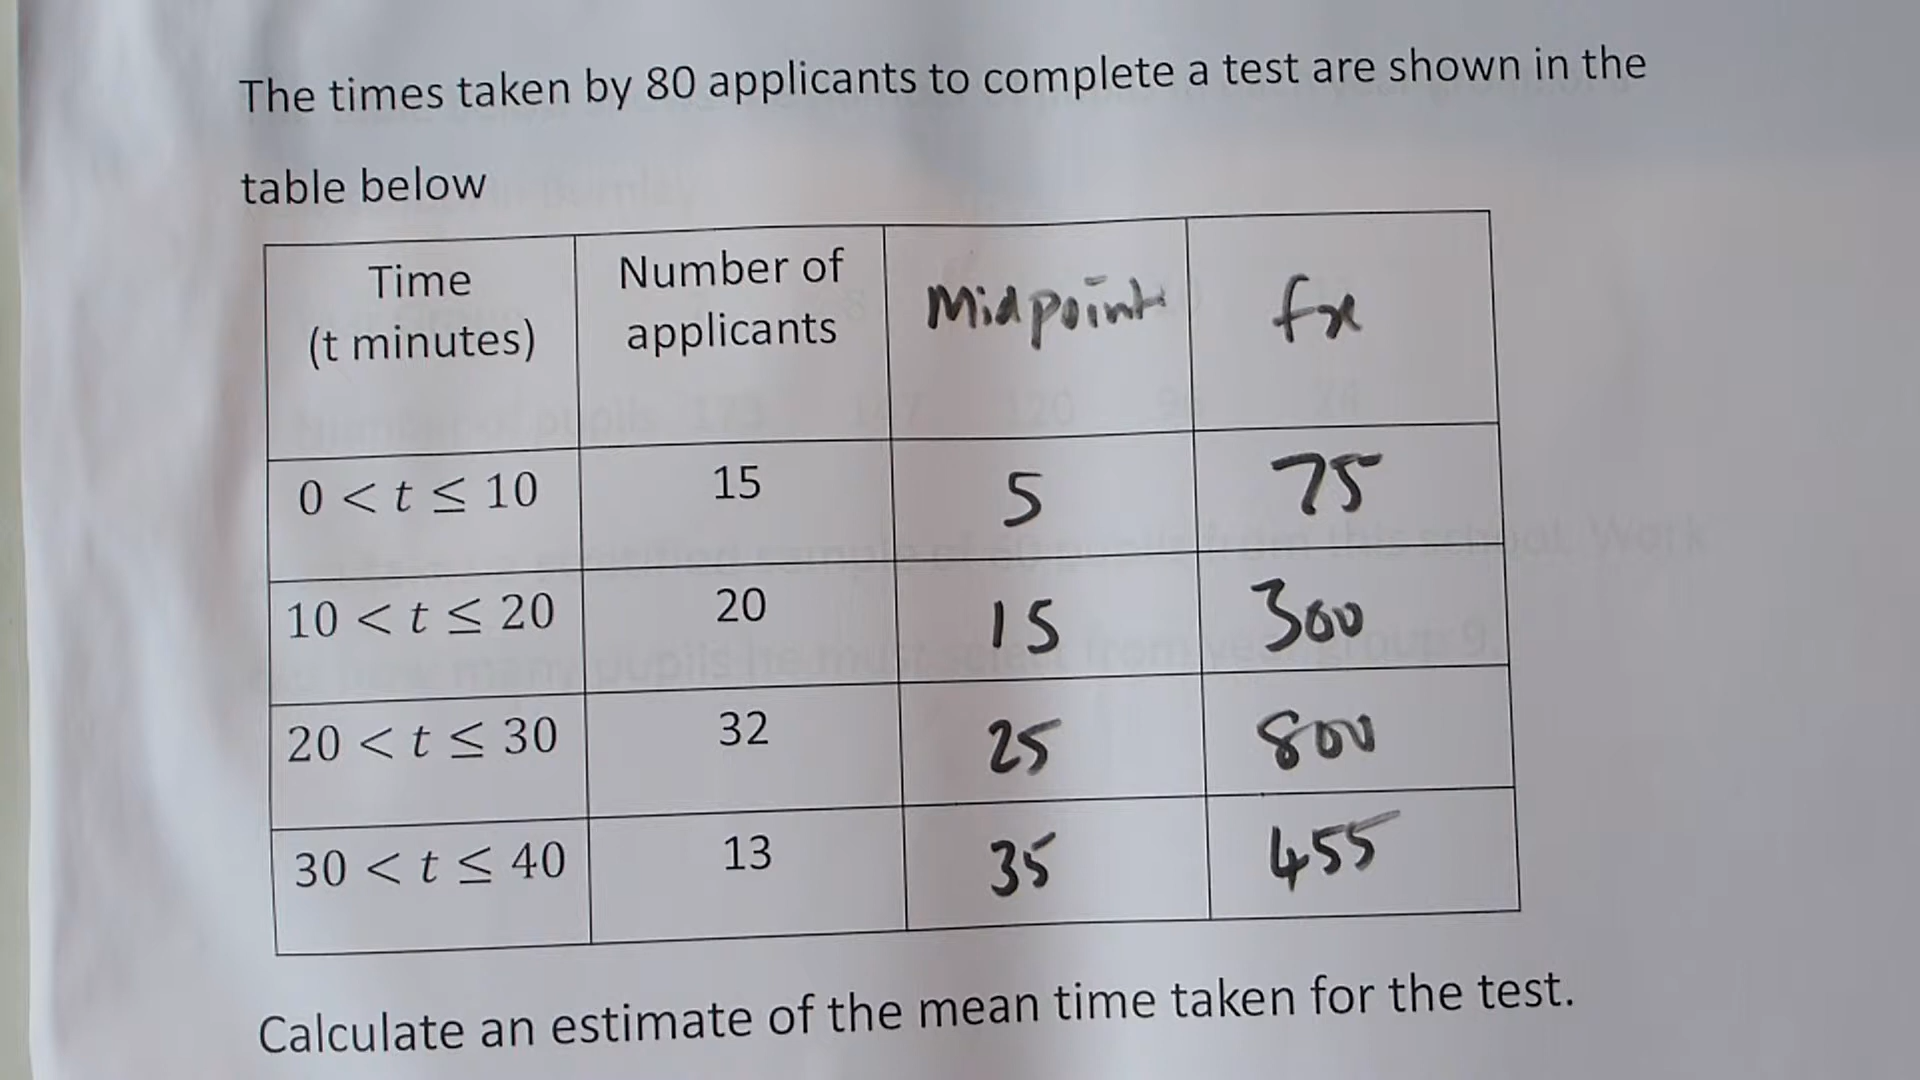 The times taken by 80 applicants to complete a test are shown in the
table below
Time
(t minutes)
Number of
applicants
Midpoint
fx
0 < t ≤ 10
15
5
75
10 < t ≤ 20
20
15
300
20 < t ≤ 30
32
25
800
30 < t ≤ 40
13
35
455
Calculate an estimate of the mean time taken for the test.